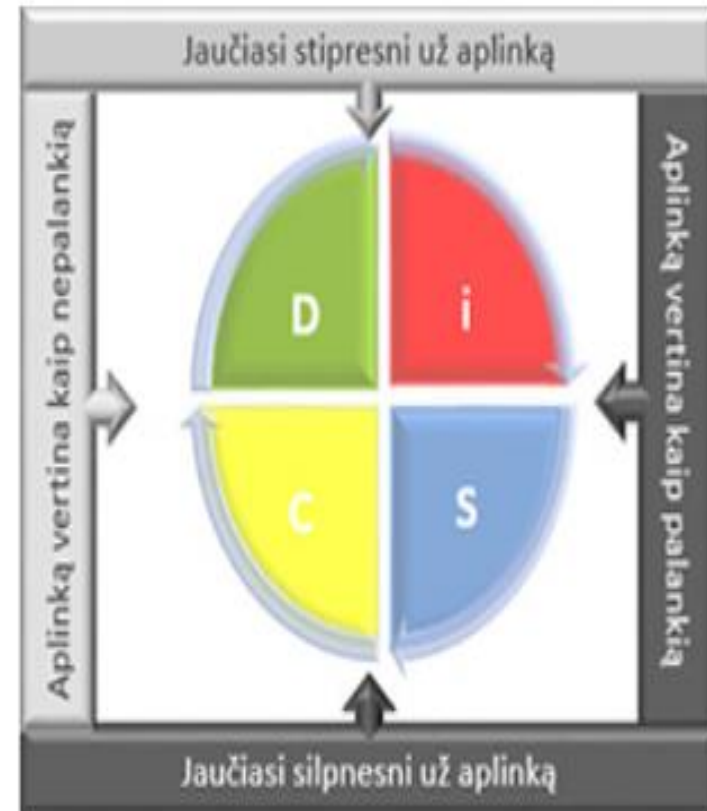 Jaučiasi stipresni už aplinką
Aplinką vertina kaip nepalankią
D
i
Aplinką vertina kaip palankią
C
S
Jaučiasi silpnesni už aplinką